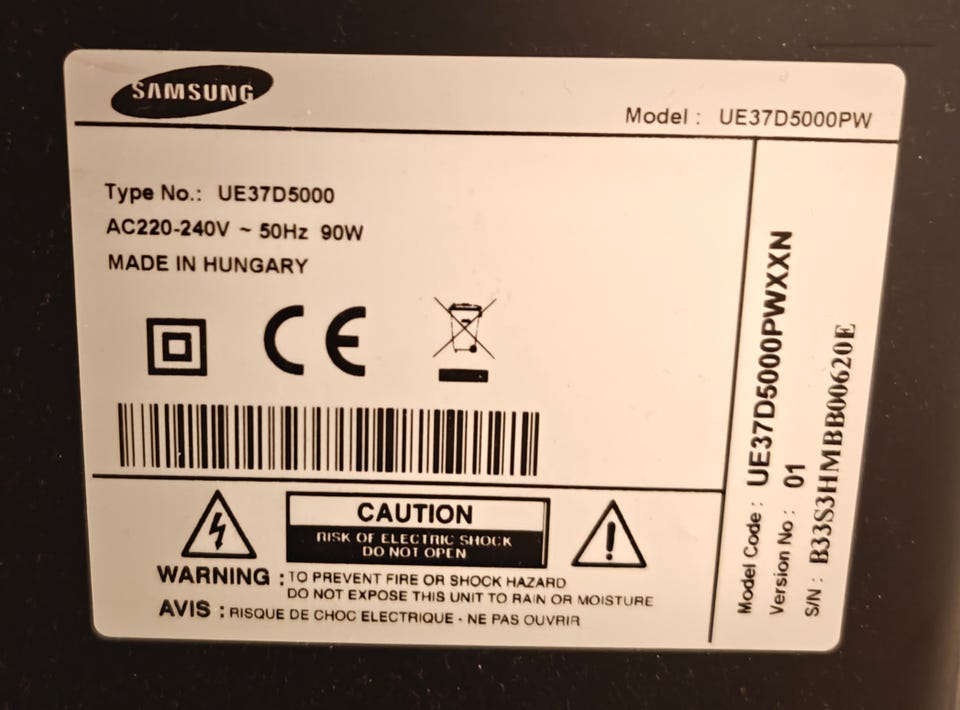 SAMSUNG
Model : UE37D5000PW
Type No.: UE37D5000
AC220-240V ~ 50Hz 90W
MADE IN HUNGARY
CE
CAUTION
RISK OF ELECTRIC SHOCK
DO NOT OPEN
WARNING : TO PREVENT FIRE OR SHOCK HAZARD
DO NOT EXPOSE THIS UNIT TO RAIN OR MOISTURE
AVIS : RISQUE DE CHOC ELECTRIQUE - NE PAS OUVRIR
Model Code : UE37D5000PWXXN
Version No : 01
S/N : B33S3HMBB00620E